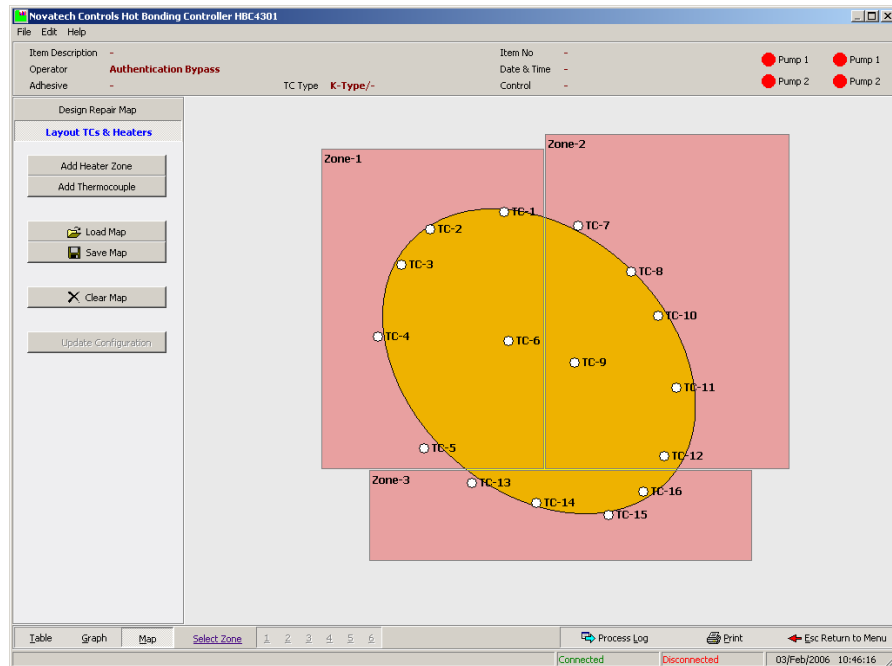 Novatech Controls Hot Bonding Controller HBC4301
File Edit Help
Item Description -
Item No -
Operator Authentication Bypass
Date & Time -
Adhesive -
TC Type K-Type/-
Control -
Pump 1 Pump 1
Pump 2 Pump 2
Design Repair Map
Layout TCs & Heaters
Add Heater Zone
Add Thermocouple
Load Map
Save Map
Clear Map
Update Configuration
Zone-2
Zone-1
TC-1
TC-7
TC-2
TC-3
TC-8
TC-10
TC-4
TC-6
TC-9
TC-11
TC-5
TC-12
Zone-3
TC-13
TC-16
TC-14
TC-15
Table Graph Map Select Zone 1 2 3 4 5 6 Process Log Print Esc Return to Menu
Connected Disconnected 03/Feb/2006 10:46:16